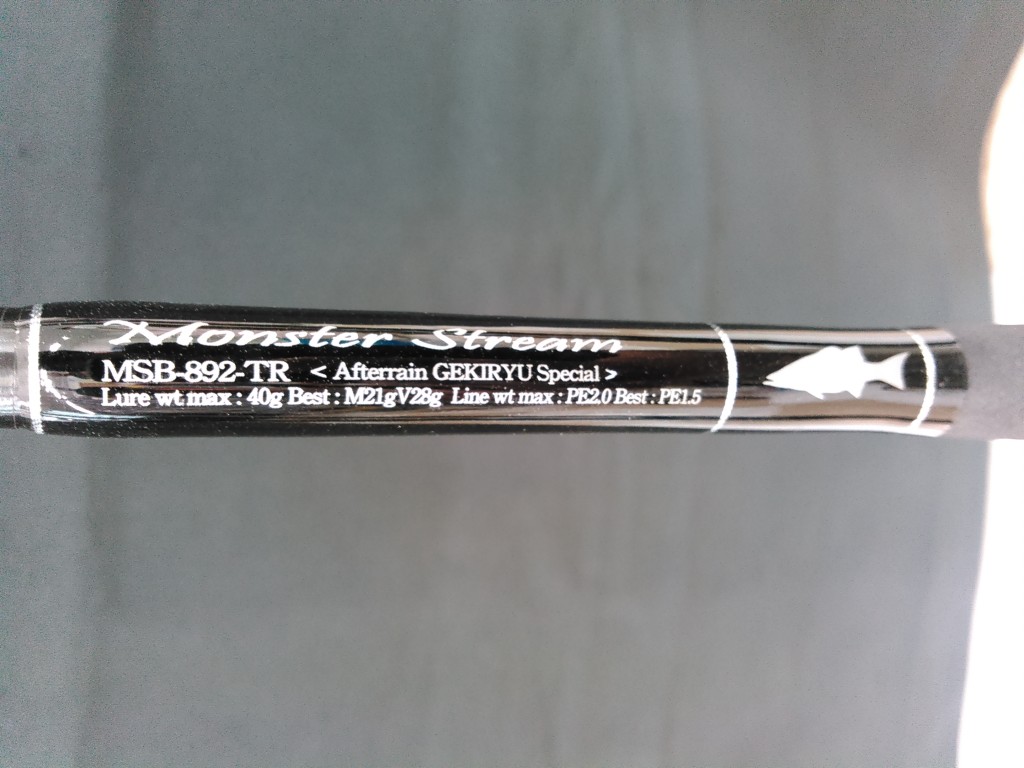 Monster Stream
MSB-892-TR < Afterrain GEKIRYU Special >
Lure wt max : 40g Best : M21gV28g Line wt max : PE2.0 Best : PE1.5